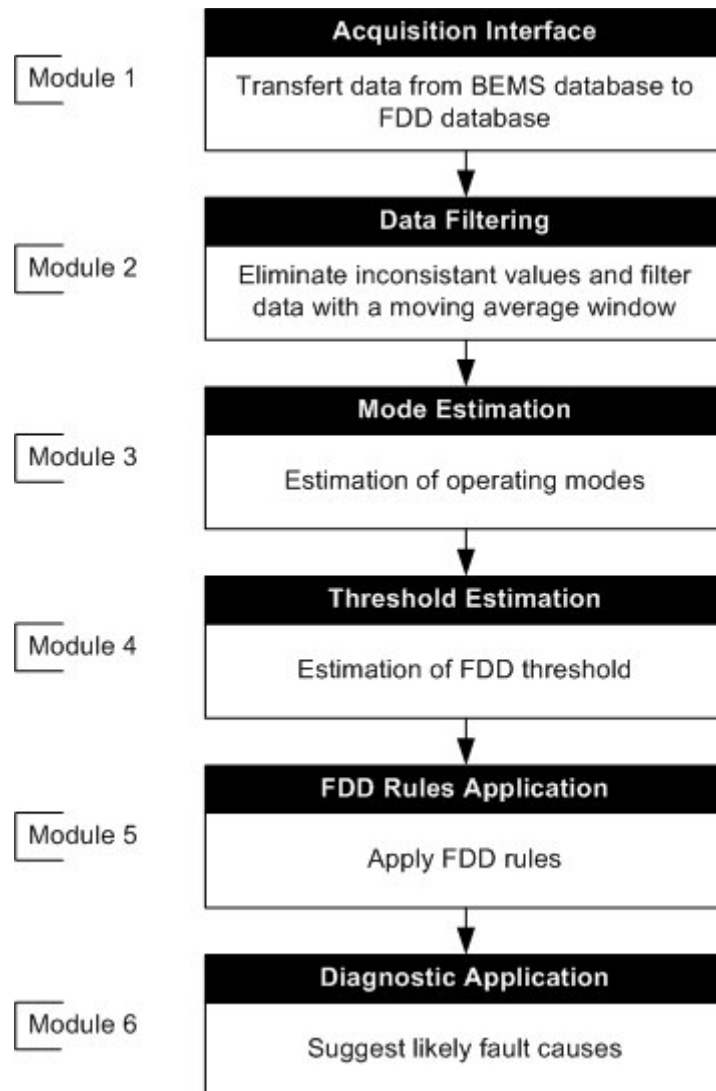 Acquisition Interface
Module 1
Transfert data from BEMS database to
FDD database
Data Filtering
Module 2
Eliminate inconsistant values and filter
data with a moving average window
Mode Estimation
Module 3
Estimation of operating modes
Threshold Estimation
Module 4
Estimation of FDD threshold
FDD Rules Application
Module 5
Apply FDD rules
Diagnostic Application
Module 6
Suggest likely fault causes